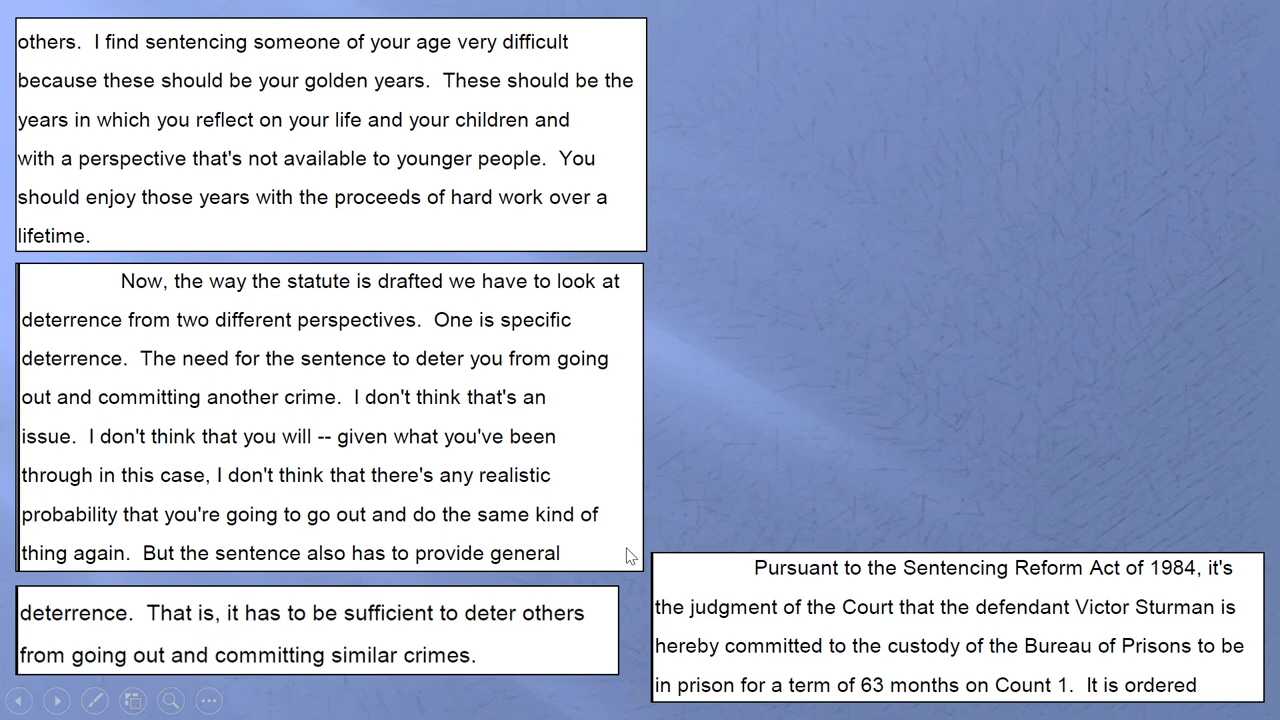 others.  I find sentencing someone of your age very difficult
because these should be your golden years.  These should be the
years in which you reflect on your life and your children and
with a perspective that's not available to younger people.  You
should enjoy those years with the proceeds of hard work over a
lifetime.
Now, the way the statute is drafted we have to look at
deterrence from two different perspectives.  One is specific
deterrence.  The need for the sentence to deter you from going
out and committing another crime.  I don't think that's an
issue.  I don't think that you will -- given what you've been
through in this case, I don't think that there's any realistic
probability that you're going to go out and do the same kind of
thing again.  But the sentence also has to provide general
deterrence.  That is, it has to be sufficient to deter others
from going out and committing similar crimes.
Pursuant to the Sentencing Reform Act of 1984, it's
the judgment of the Court that the defendant Victor Sturman is
hereby committed to the custody of the Bureau of Prisons to be
in prison for a term of 63 months on Count 1.  It is ordered